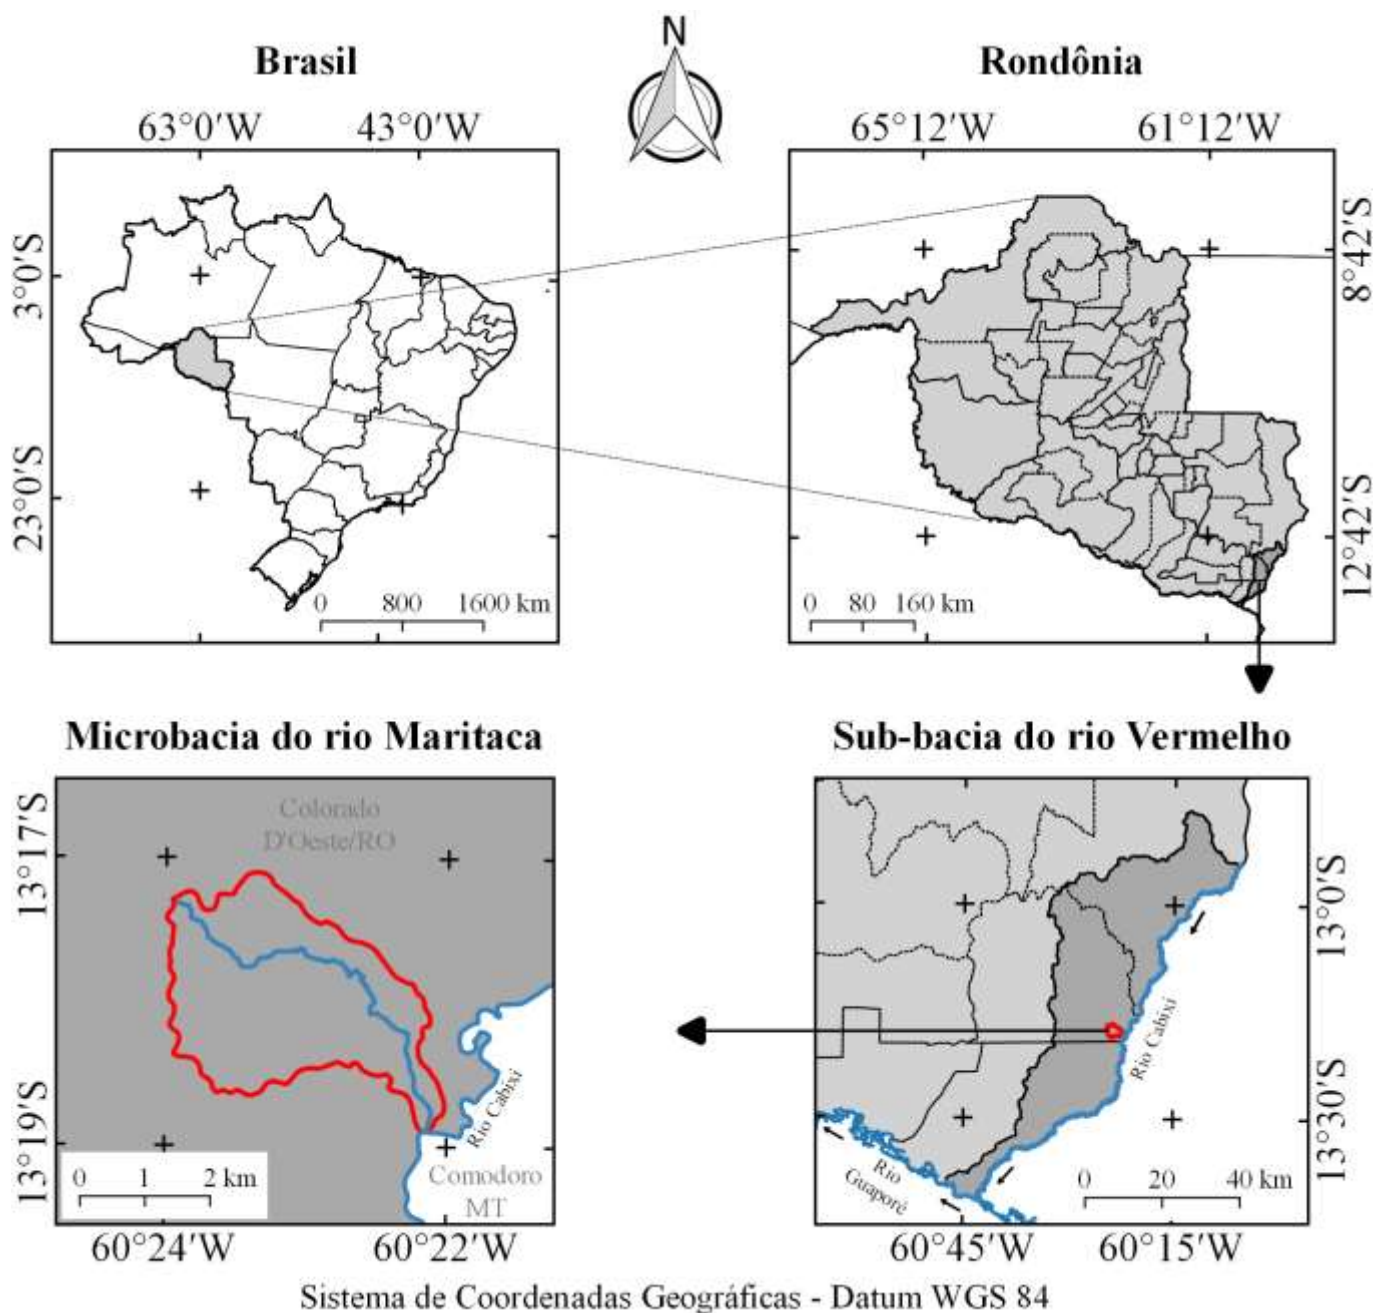 N
Brasil
63°0'W 43°0'W
3°0'S
23°0'S
0 800 1600 km
Rondônia
65°12'W 61°12'W
8°42'S
12°42'S
0 80 160 km
Microbacia do rio Maritaca
Colorado
D'Oeste/RO
13°17'S
13°19'S
Rio Cabixi
Comodoro
MT
0 1 2 km
60°24'W 60°22'W
Sub-bacia do rio Vermelho
13°0'S
13°30'S
Rio Cabixi
Rio
Guaporé
0 20 40 km
60°45'W 60°15'W
Sistema de Coordenadas Geográficas - Datum WGS 84